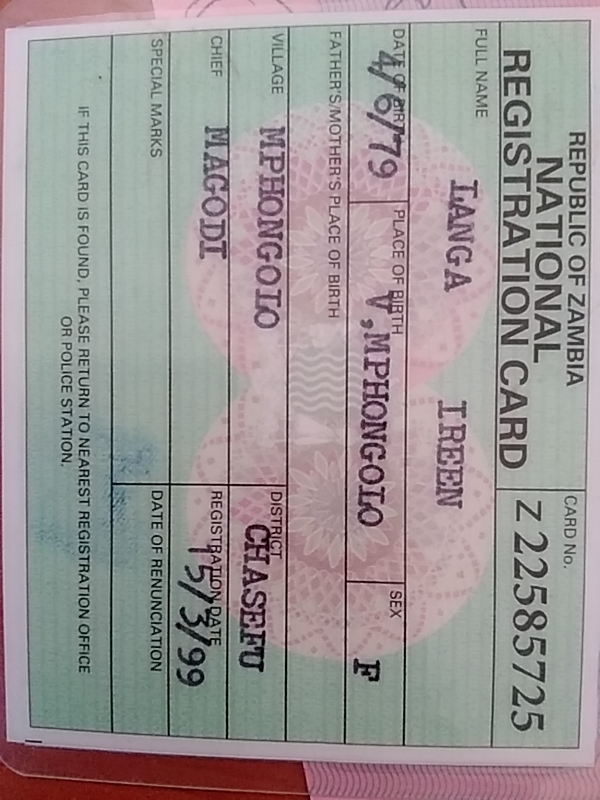 REPUBLIC OF ZAMBIA
NATIONAL
REGISTRATION CARD
CARD No.
Z 22585725
FULL NAME
LANGA IREEN
DATE OF BIRTH
4/6/79
PLACE OF BIRTH
V,MPHONGOLO
SEX
F
FATHER'S/MOTHER'S PLACE OF BIRTH
VILLAGE
MPHONGOLO
DISTRICT
CHASEFU
CHIEF
MAGODI
REGISTRATION DATE
15/3/99
SPECIAL MARKS
DATE OF RENUNCIATION
IF THIS CARD IS FOUND, PLEASE RETURN TO NEAREST REGISTRATION OFFICE
OR POLICE STATION.